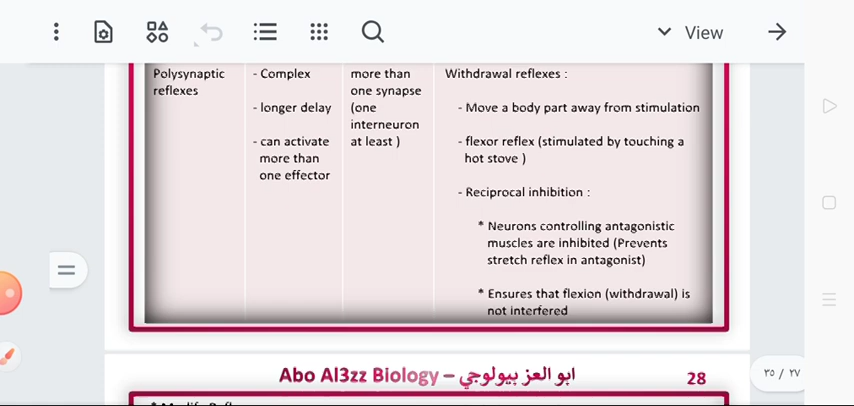 View
Polysynaptic
reflexes
- Complex
- longer delay
- can activate
more than
one effector
more than
one synapse
(one
interneuron
at least )
Withdrawal reflexes :
- Move a body part away from stimulation
- flexor reflex (stimulated by touching a
hot stove )
- Reciprocal inhibition :
* Neurons controlling antagonistic
muscles are inhibited (Prevents
stretch reflex in antagonist)
* Ensures that flexion (withdrawal) is
not interfered
Abo Al3zz Biology – ابو العز بيولوجي
28
٢٧ / ٣٥